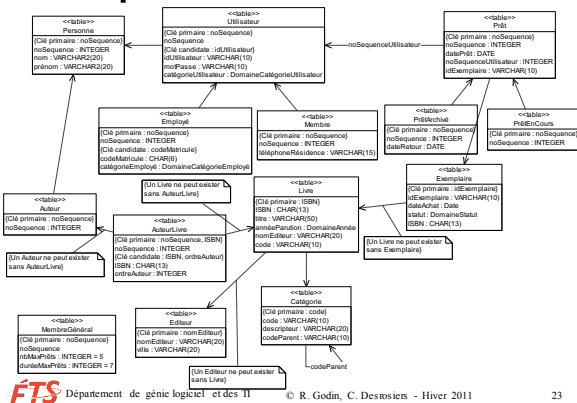 <<table>>
Personne
{Clé primaire : noSequence}
noSequence : INTEGER
nom : VARCHAR2(20)
prénom : VARCHAR2(20)
<<table>>
Utilisateur
{Clé primaire : noSequence}
noSequence
{Clé candidate : idUtilisateur}
idUtilisateur : VARCHAR(10)
motPasse : VARCHAR(10)
catégorieUtilisateur : DomaineCatégorieUtilisateur
noSequenceUtilisateur
<<table>>
Prêt
{Clé primaire : noSequence}
noSequence : INTEGER
datePrêt : DATE
noSequenceUtilisateur : INTEGER
idExemplaire : VARCHAR(10)
<<table>>
Employé
{Clé primaire : noSequence}
noSequence : INTEGER
{Clé candidate : codeMatricule}
codeMatricule : CHAR(6)
catégorieEmployé : DomaineCatégorieEmployé
<<table>>
Membre
{Clé primaire : noSequence}
noSequence : INTEGER
téléphoneRésidence : VARCHAR(15)
<<table>>
PrêtArchivé
{Clé primaire : noSequence}
noSequence : INTEGER
dateRetour : DATE
<<table>>
PrêtEnCours
{Clé primaire : noSequence}
noSequence : INTEGER
<<table>>
Auteur
{Clé primaire : noSequence}
noSequence : INTEGER
{Un Livre ne peut exister
sans AuteurLivre}
<<table>>
AuteurLivre
{Clé primaire : noSequence, ISBN}
noSequence : INTEGER
{Clé candidate : ISBN, ordreAuteur}
ISBN : CHAR(13)
ordreAuteur : INTEGER
<<table>>
Livre
{Clé primaire : ISBN}
ISBN : CHAR(13)
titre : VARCHAR(50)
annéeParution : DomaineAnnée
nomEditeur : VARCHAR(20)
code : VARCHAR(10)
<<table>>
Exemplaire
{Clé primaire : idExemplaire}
idExemplaire : VARCHAR(10)
dateAchat : Date
statut : DomaineStatut
ISBN : CHAR(13)
{Un Auteur ne peut exister
sans AuteurLivre}
{Un Livre ne peut exister
sans Exemplaire}
<<table>>
MembreGénéral
{Clé primaire : noSequence}
noSequence
nbMaxPrêts : INTEGER = 5
duréeMaxPrêts : INTEGER = 7
<<table>>
Editeur
{Clé primaire : nomEditeur}
nomEditeur : VARCHAR(20)
ville : VARCHAR(20)
<<table>>
Catégorie
{Clé primaire : code}
code : VARCHAR(10)
descripteur : VARCHAR(20)
codeParent : VARCHAR(10)
{Un Editeur ne peut exister
sans Livre}
codeParent
ÉTS Département de génie logiciel et des TI © R. Godin, C. Desrosiers - Hiver 2011 23